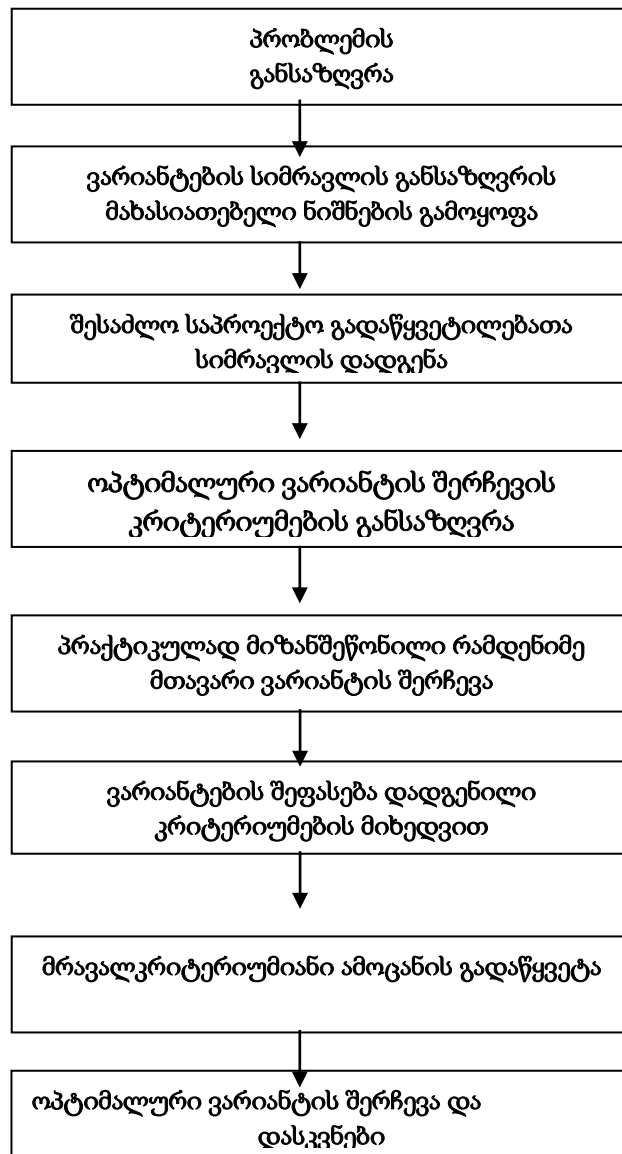 პრობლემის
განსაზღვრა
ვარიანტების სიმრავლის განსაზღვრის
მახასიათებელი ნიშნების გამოყოფა
შესაძლო საპროექტო გადაწყვეტილებათა
სიმრავლის დადგენა
ოპტიმალური ვარიანტის შერჩევის
კრიტერიუმების განსაზღვრა
პრაქტიკულად მიზანშეწონილი რამდენიმე
მთავარი ვარიანტის შერჩევა
ვარიანტების შეფასება დადგენილი
კრიტერიუმების მიხედვით
მრავალკრიტერიუმიანი ამოცანის გადაწყვეტა
ოპტიმალური ვარიანტის შერჩევა და
დასკვნები